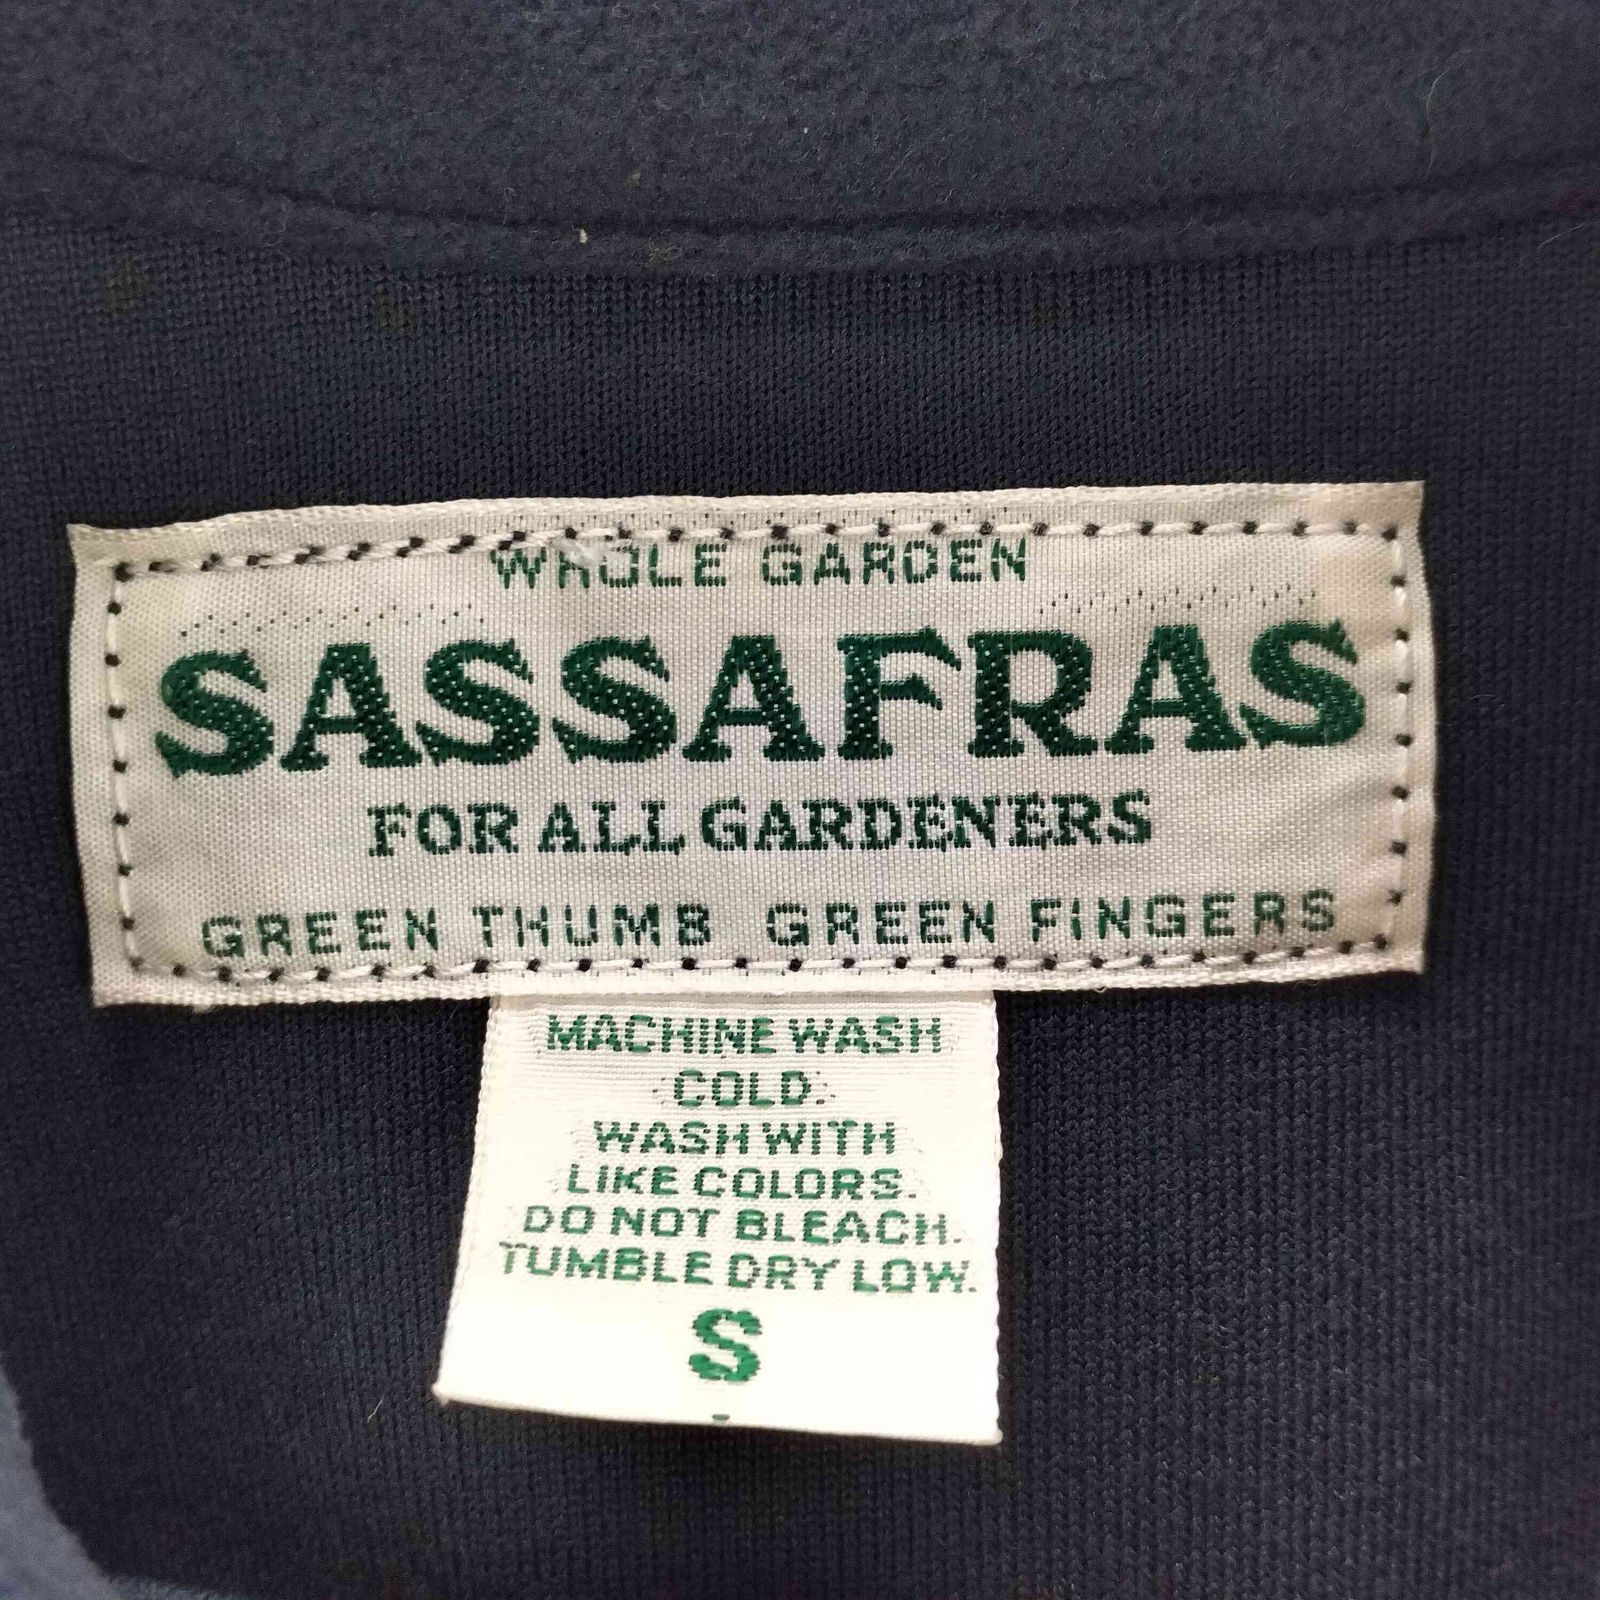 WHOLE GARDEN
SASSAFRAS
FOR ALL GARDENERS
GREEN THUMB GREEN FINGERS
MACHINE WASH
COLD.
WASH WITH
LIKE COLORS.
DO NOT BLEACH.
TUMBLE DRY LOW.
S